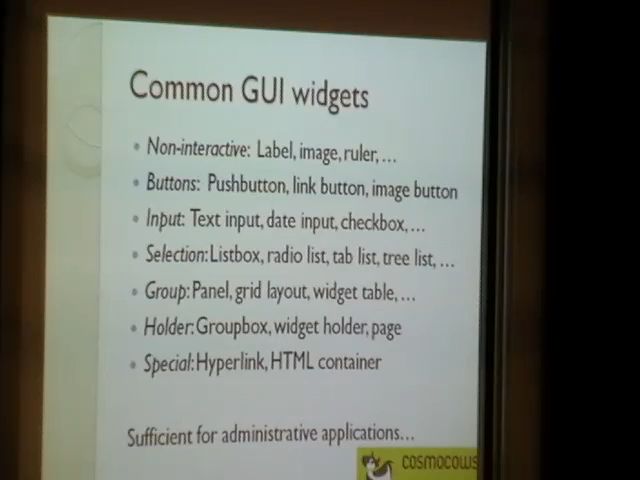 Common GUI widgets
• Non-interactive: Label, image, ruler, …
• Buttons: Pushbutton, link button, image button
• Input: Text input, date input, checkbox, …
• Selection: Listbox, radio list, tab list, tree list, …
• Group: Panel, grid layout, widget table, …
• Holder: Groupbox, widget holder, page
• Special: Hyperlink, HTML container
Sufficient for administrative applications…
cosmocows